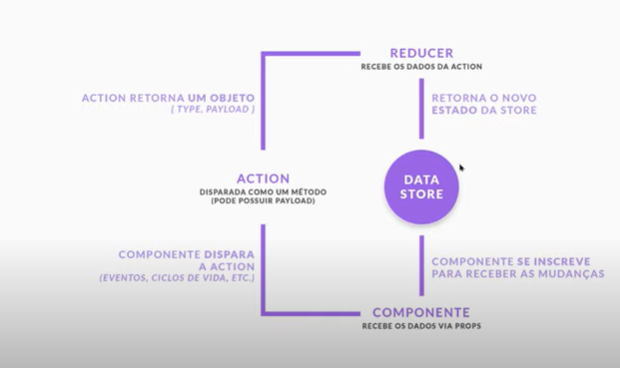 REDUCER
RECEBE OS DADOS DA ACTION
ACTION RETORNA UM OBJETO
( TYPE, PAYLOAD )
RETORNA O NOVO
ESTADO DA STORE
ACTION
DISPARADA COMO UM MÉTODO
(PODE POSSUIR PAYLOAD)
DATA
STORE
COMPONENTE DISPARA
A ACTION
(EVENTOS, CICLOS DE VIDA, ETC.)
COMPONENTE SE INSCREVE
PARA RECEBER AS MUDANÇAS
COMPONENTE
RECEBE OS DADOS VIA PROPS